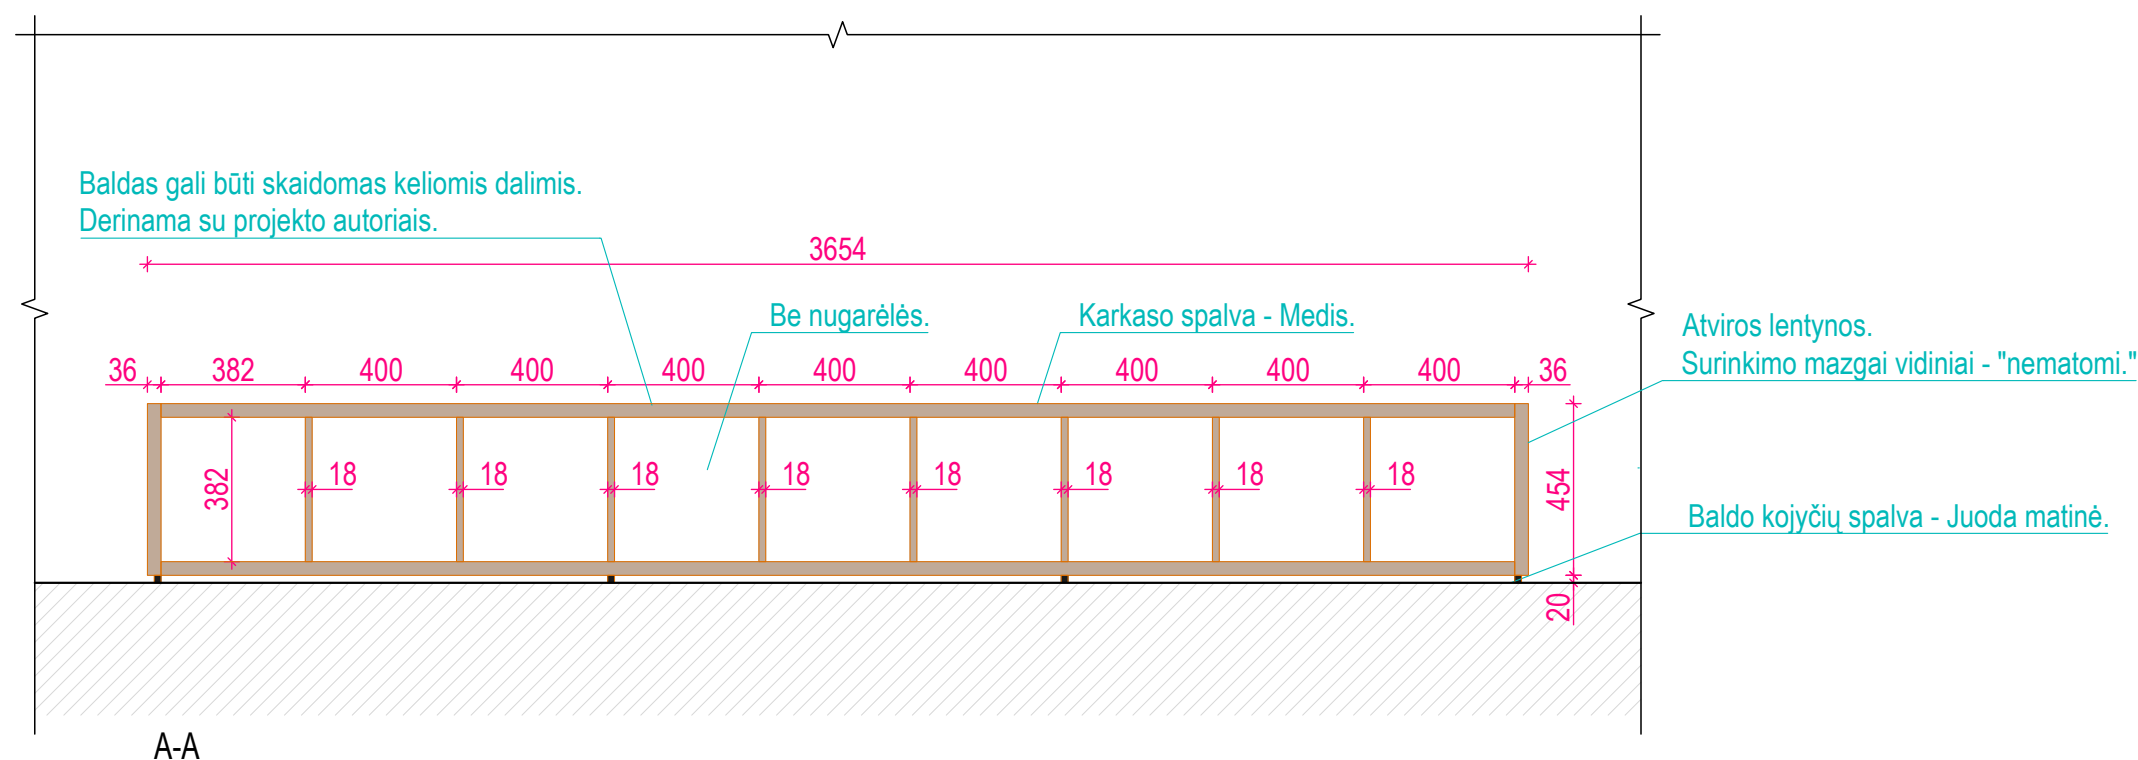 Baldas gali būti skaidomas keliomis dalimis.
Derinama su projekto autoriais.
3654
Be nugarėlės.
Karkaso spalva - Medis.
Atviros lentynos.
Surinkimo mazgai vidiniai - "nematomi."
36 382 400 400 400 400 400 400 400 400 36
382 18 18 18 18 18 18 18 18 454
Baldo kojyčių spalva - Juoda matinė.
20
A-A